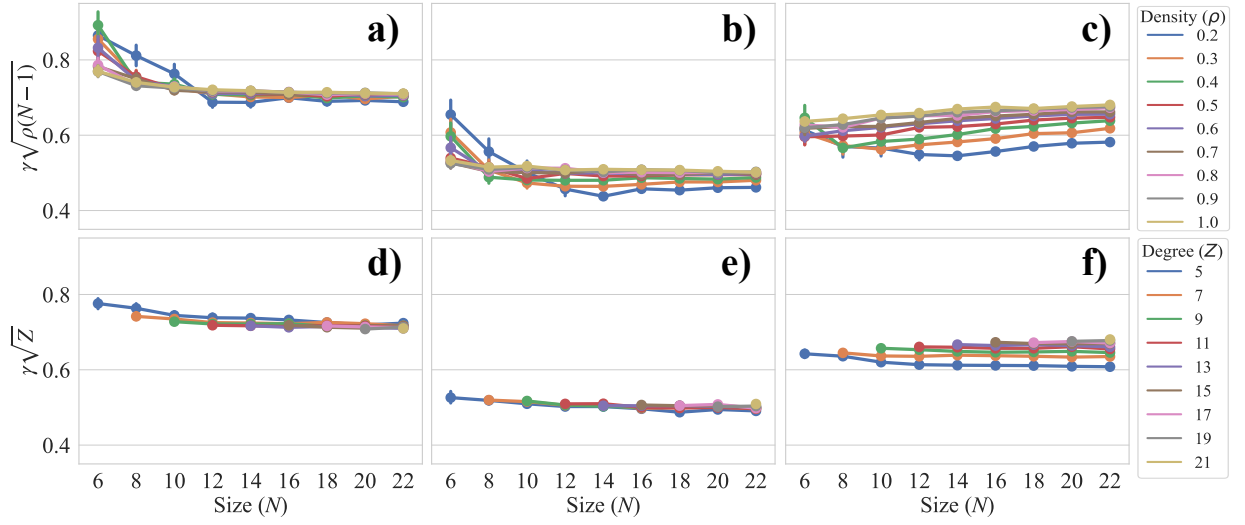 a)
b)
c)
γ√ρ(N − 1)
0.8
0.6
0.4
Density (ρ)
0.2
0.3
0.4
0.5
0.6
0.7
0.8
0.9
1.0
d)
e)
f)
γ√Z
0.8
0.6
0.4
6 8 10 12 14 16 18 20 22
6 8 10 12 14 16 18 20 22
6 8 10 12 14 16 18 20 22
Size (N)
Size (N)
Size (N)
Degree (Z)
5
7
9
11
13
15
17
19
21